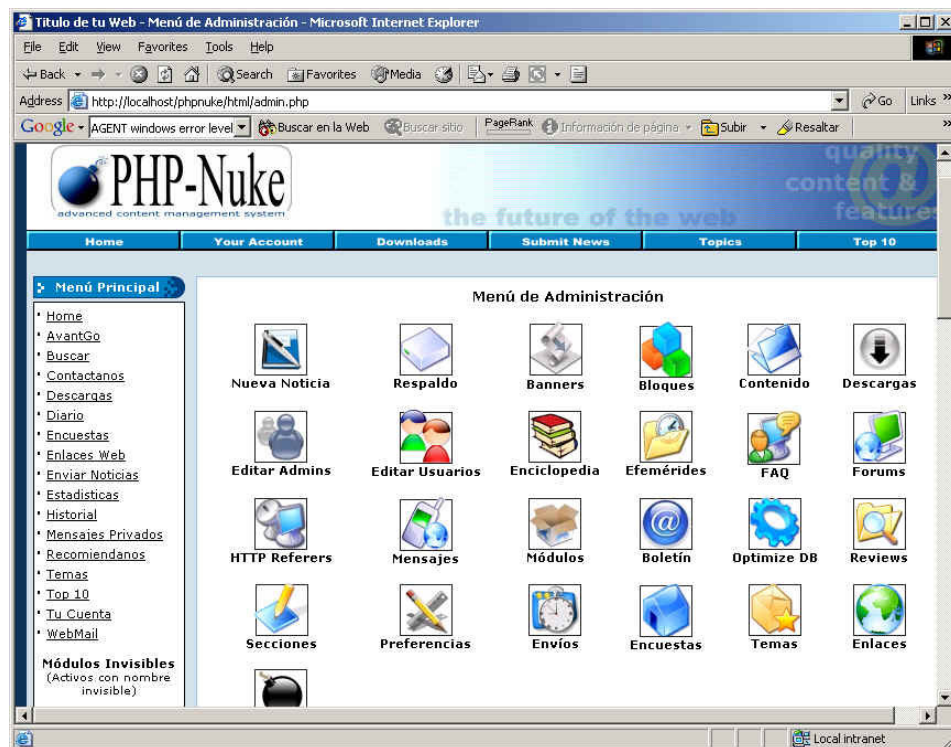 Titulo de tu Web - Menú de Administración - Microsoft Internet Explorer
File Edit View Favorites Tools Help
Back Search Favorites Media
Address http://localhost/phpnuke/html/admin.php Go Links »
Google AGENT windows error level Buscar en la Web Buscar sitio PageRank Información de página Subir Resaltar »
PHP-Nuke
advanced content management system
quality
content &
features
the future of the web
@
Home Your Account Downloads Submit News Topics Top 10
Menú Principal
Home
AvantGo
Buscar
Contactanos
Descargas
Diario
Encuestas
Enlaces Web
Enviar Noticias
Estadisticas
Historial
Mensajes Privados
Recomiendanos
Temas
Top 10
Tu Cuenta
WebMail
Módulos Invisibles
(Activos con nombre
invisible)
Menú de Administración
Nueva Noticia Respaldo Banners Bloques Contenido Descargas
Editar Admins Editar Usuarios Enciclopedia Efemérides FAQ Forums
@
HTTP Referers Mensajes Módulos Boletín Optimize DB Reviews
Secciones Preferencias Envíos Encuestas Temas Enlaces
Local intranet